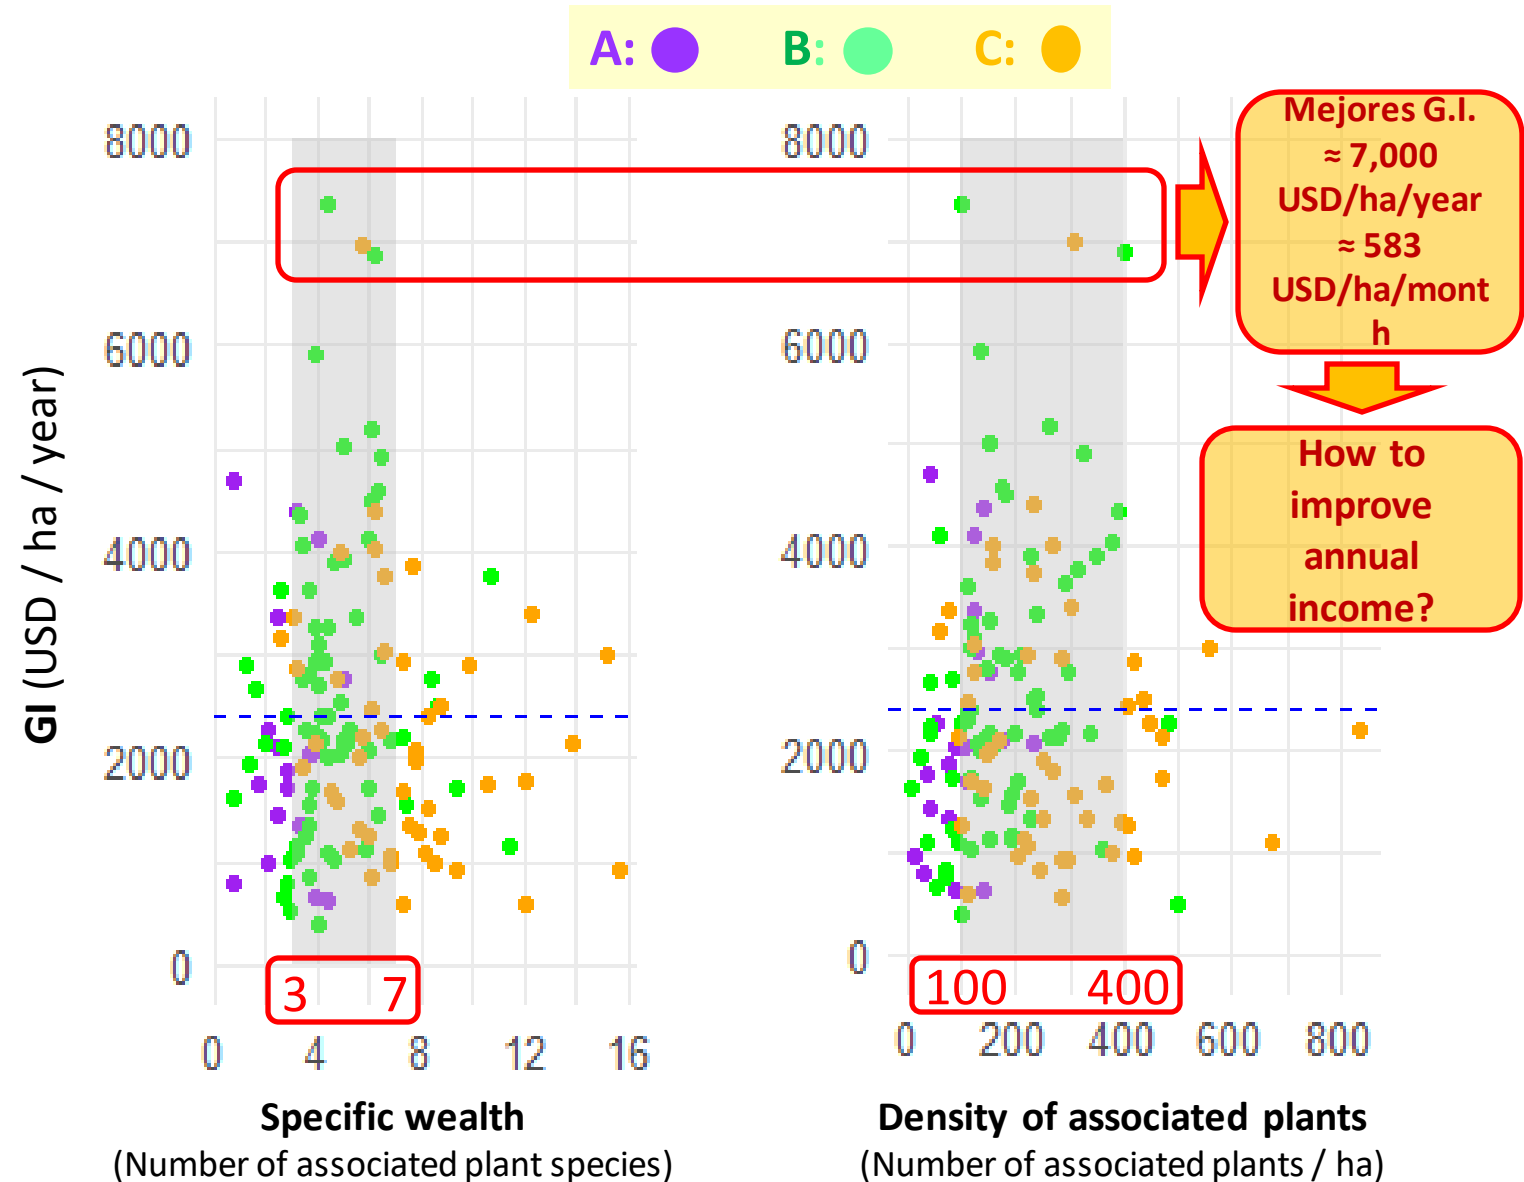 A: B: C:
8000
6000
4000
2000
0
GI (USD / ha / year)
3 7
0 4 8 12 16
Specific wealth
(Number of associated plant species)
8000
6000
4000
2000
0
100 400
0 200 400 600 800
Density of associated plants
(Number of associated plants / ha)
Mejores G.I.
≈ 7,000
USD/ha/year
≈ 583
USD/ha/mont
h
How to
improve
annual
income?